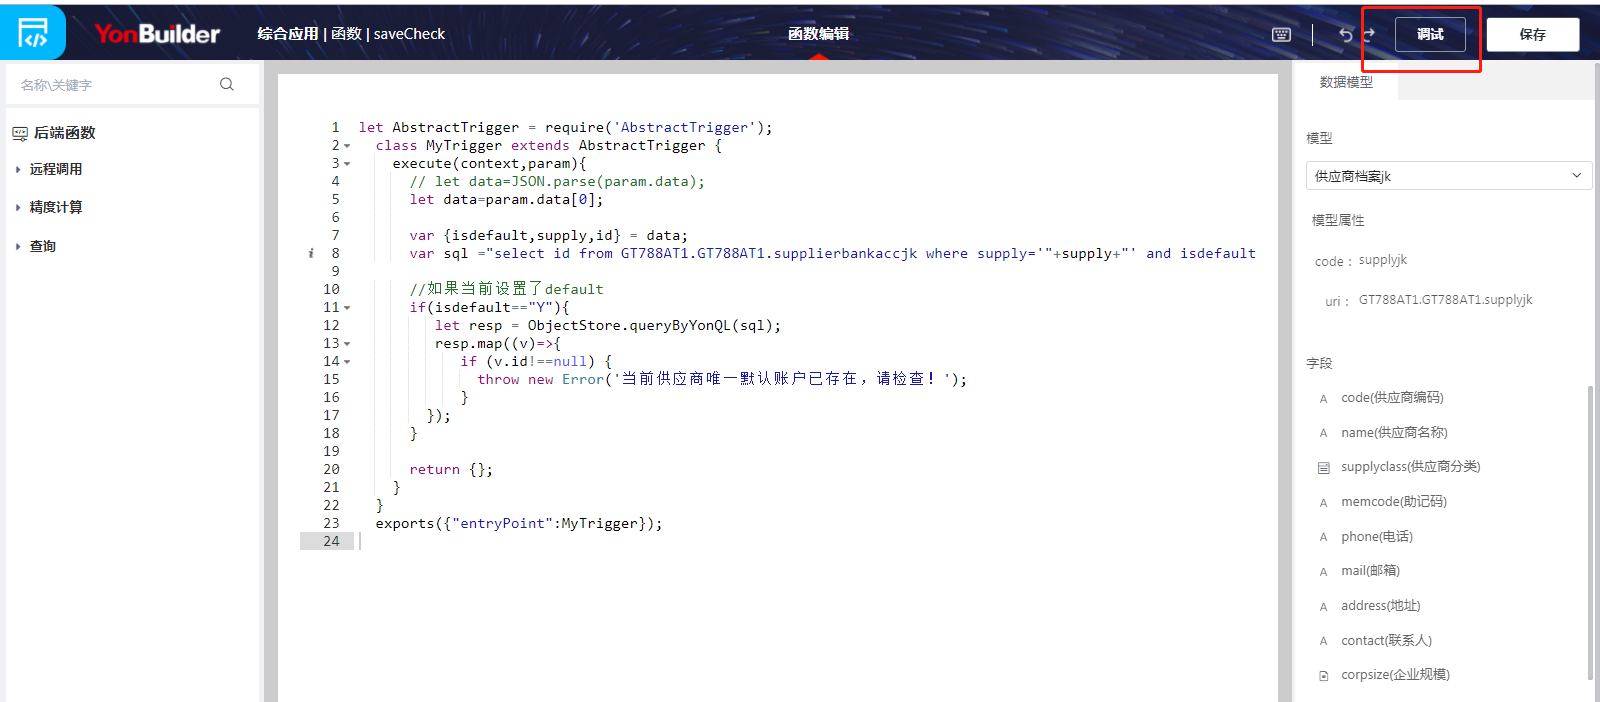 YonBuilder
综合应用 | 函数 | saveCheck
函数编辑
调试
保存
名称\关键字
后端函数
远程调用
精度计算
查询
1 let AbstractTrigger = require('AbstractTrigger');
2 class MyTrigger extends AbstractTrigger {
3 execute(context,param){
4 // let data=JSON.parse(param.data);
5 let data=param.data[0];
6
7 var {isdefault,supply,id} = data;
8 var sql ="select id from GT788AT1.GT788AT1.supplierbankaccjk where supply='"+supply+"' and isdefault
9
10 //如果当前设置了default
11 if(isdefault=="Y"){
12 let resp = ObjectStore.queryByYonQL(sql);
13 resp.map((v)=>{
14 if (v.id!==null) {
15 throw new Error('当前供应商唯一默认账户已存在，请检查！');
16 }
17 });
18 }
19
20 return {};
21 }
22 }
23 exports({"entryPoint":MyTrigger});
24
数据模型
模型
供应商档案jk
模型属性
code： supplyjk
uri： GT788AT1.GT788AT1.supplyjk
字段
A code(供应商编码)
A name(供应商名称)
supplyclass(供应商分类)
A memcode(助记码)
A phone(电话)
A mail(邮箱)
A address(地址)
A contact(联系人)
corpsize(企业规模)